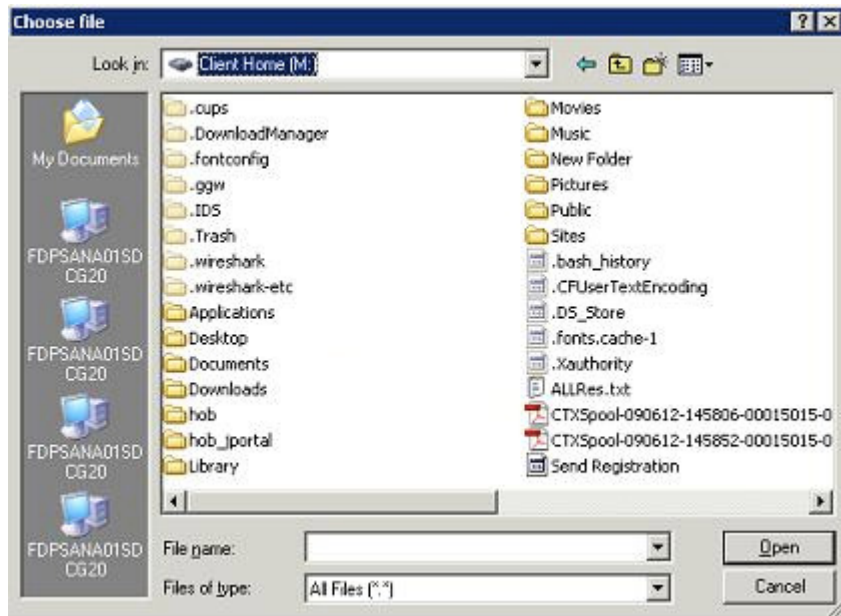 Choose file
Look in: Client Home (M:)
My Documents
FDPSANA01SD
CG20
FDPSANA01SD
CG20
FDPSANA01SD
CG20
FDPSANA01SD
CG20
.cups
.DownloadManager
.fontconfig
.ggw
.IDS
.Trash
.wireshark
.wireshark-etc
Applications
Desktop
Documents
Downloads
hob
hob_jportal
Library
Movies
Music
New Folder
Pictures
Public
Sites
.bash_history
.CFUserTextEncoding
.DS_Store
.fonts.cache-1
.Xauthority
ALLRes.txt
CTXSpool-090612-145806-00015015-0
CTXSpool-090612-145852-00015015-0
Send Registration
File name:
Open
Files of type: All Files (*.*)
Cancel